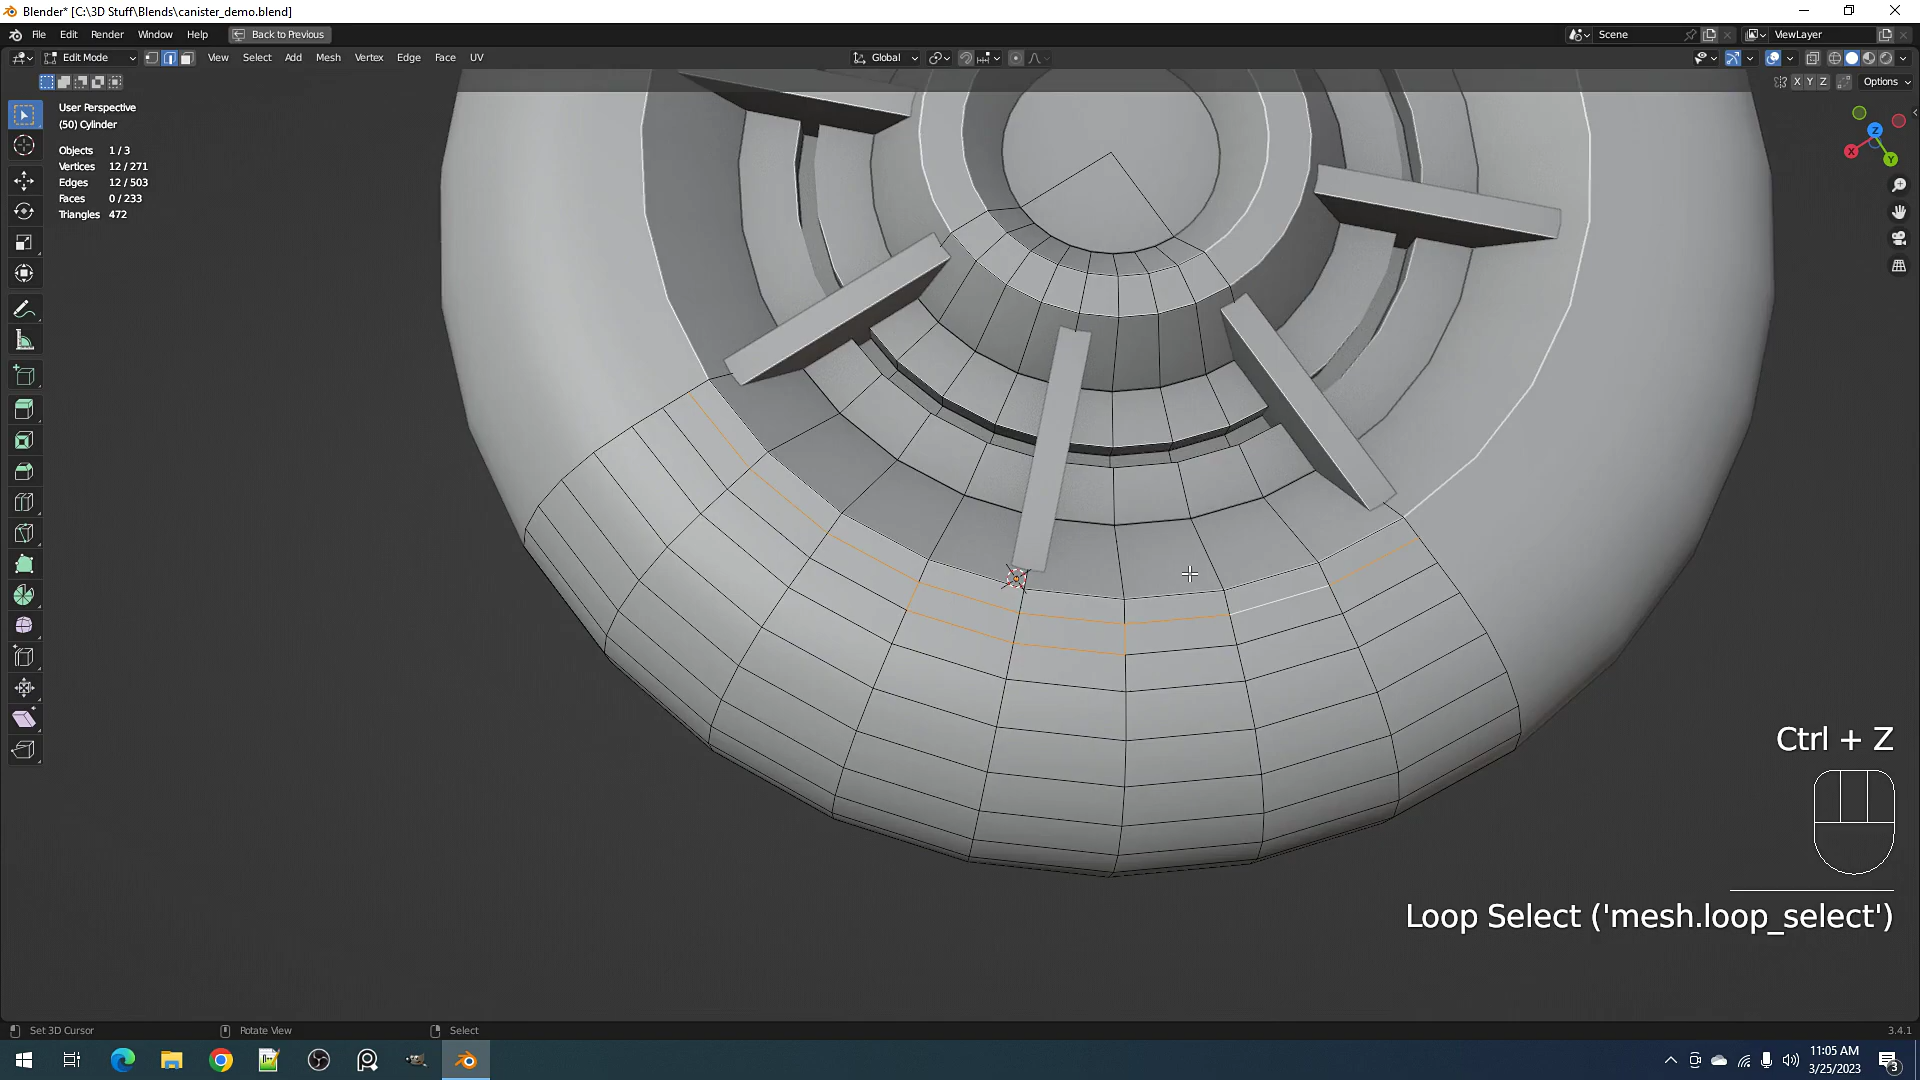 Blender* [C:\3D Stuff\Blends\canister_demo.blend]
File Edit Render Window Help Back to Previous Scene ViewLayer
Edit Mode View Select Add Mesh Vertex Edge Face UV Global
X Y Z Options
User Perspective
(50) Cylinder
Objects 1 / 3
Vertices 12 / 271
Edges 12 / 503
Faces 0 / 233
Triangles 472
Z
X
Y
Ctrl + Z
Loop Select ('mesh.loop_select')
Set 3D Cursor Rotate View Select 3.4.1
11:05 AM
3/25/2023
3